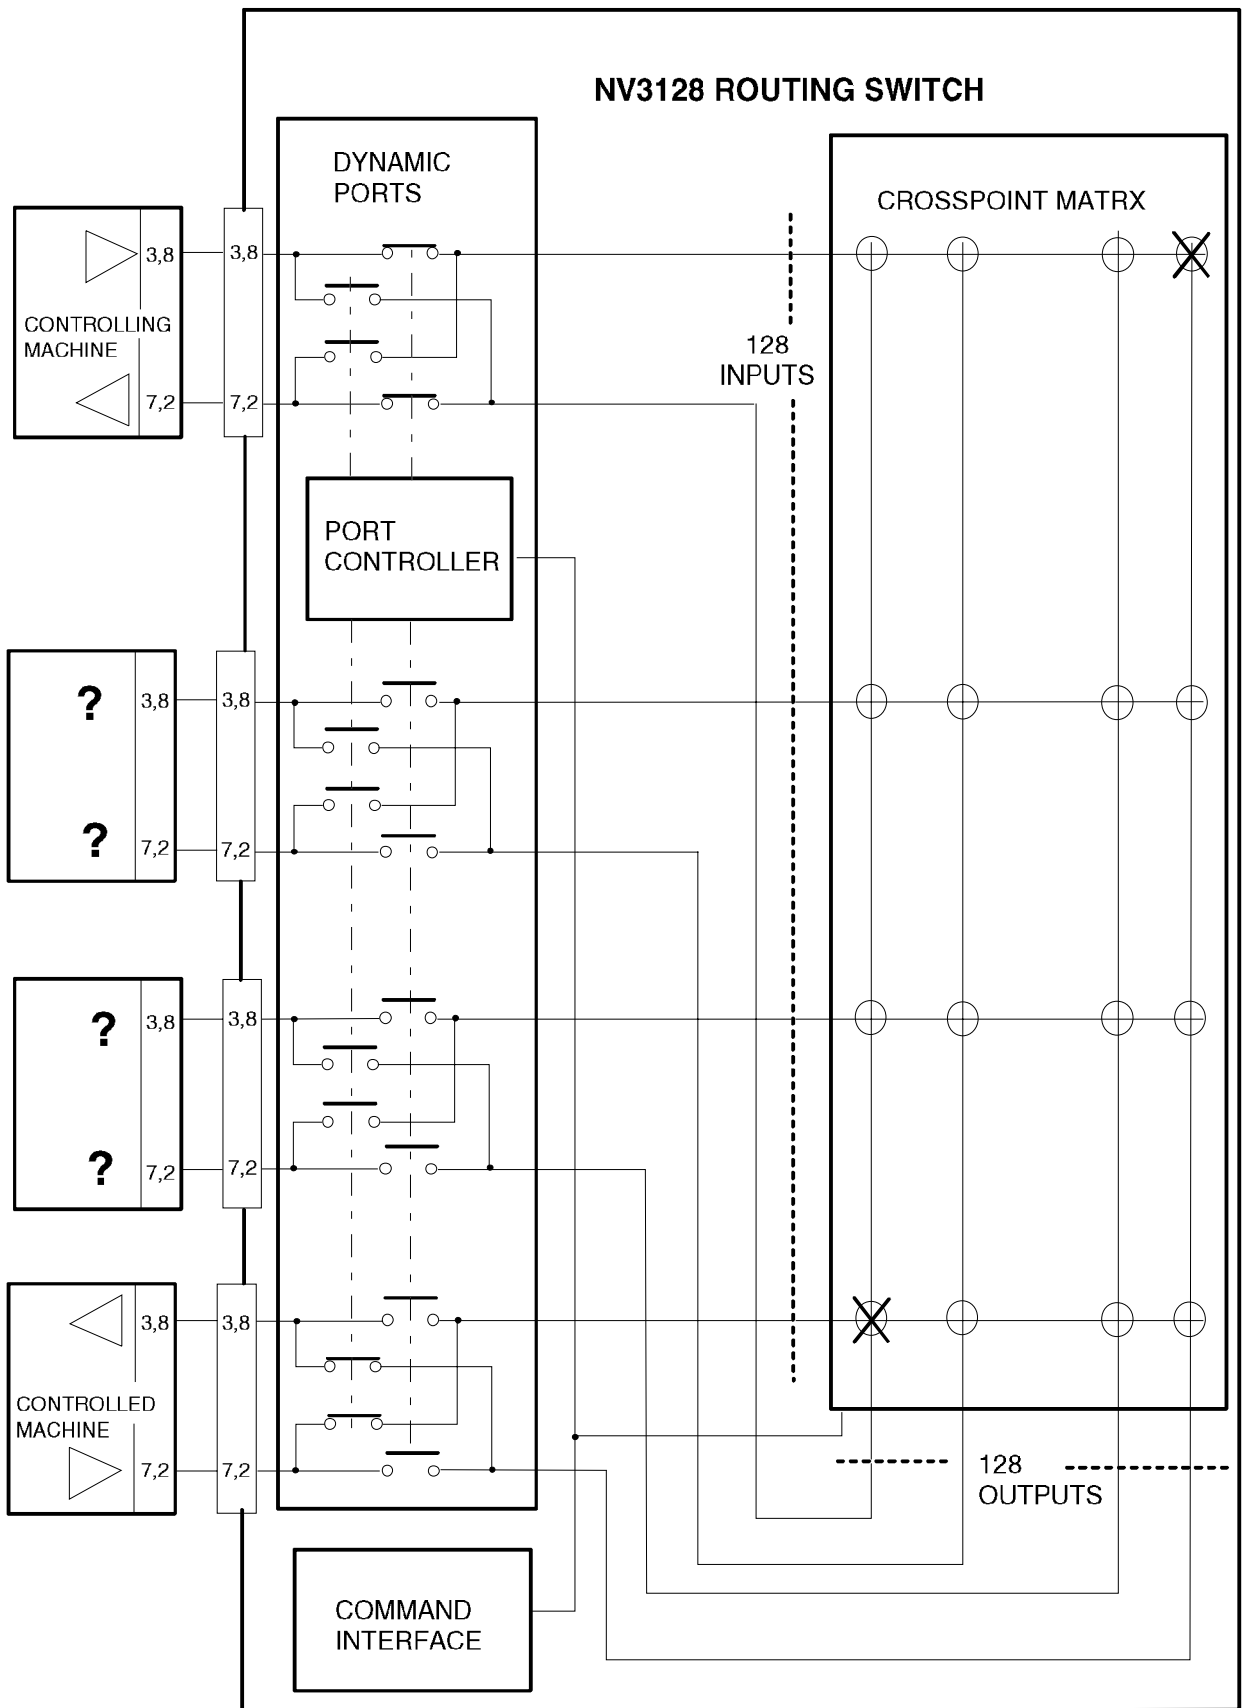 NV3128 ROUTING SWITCH
DYNAMIC
PORTS
CROSSPOINT MATRX
3,8
3,8
CONTROLLING
MACHINE
7,2
7,2
128
INPUTS
PORT
CONTROLLER
?
3,8
3,8
?
7,2
7,2
?
3,8
3,8
?
7,2
7,2
3,8
3,8
CONTROLLED
MACHINE
7,2
7,2
128
OUTPUTS
COMMAND
INTERFACE